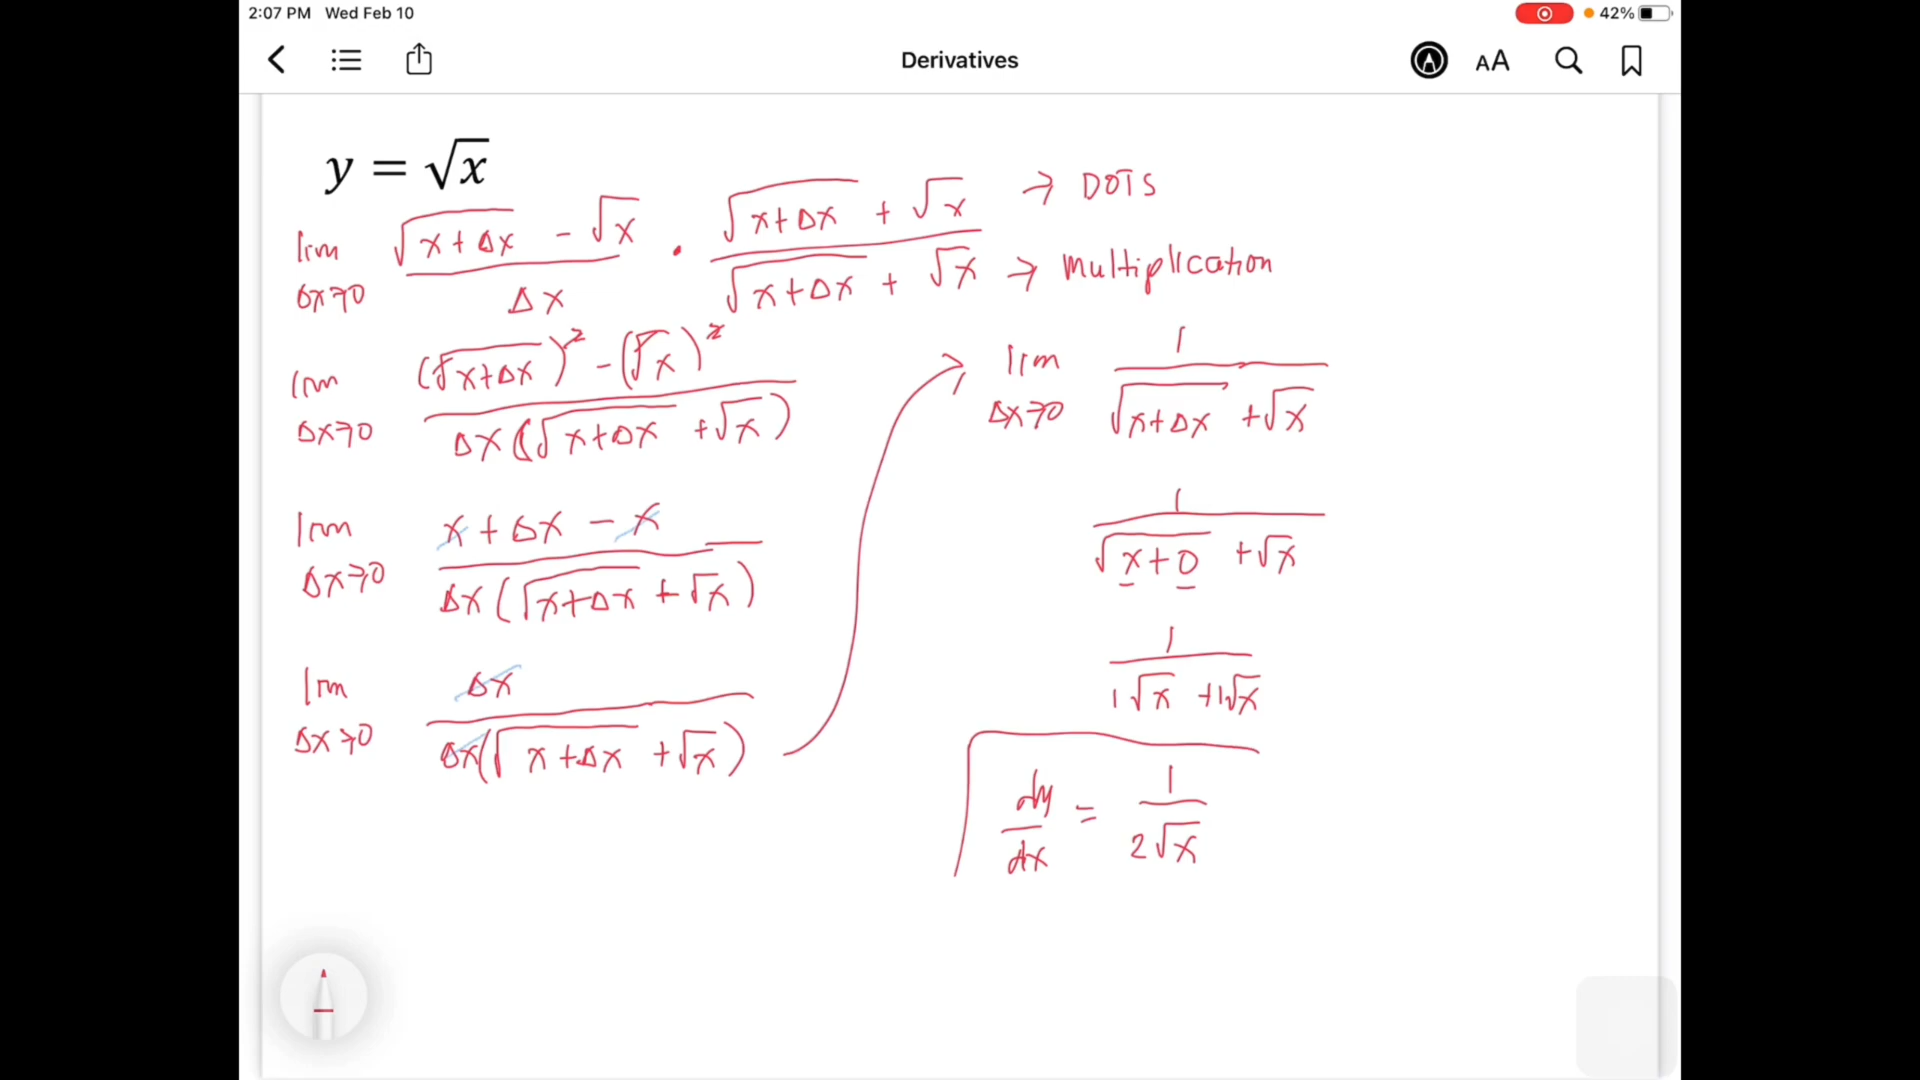 2:07 PM Wed Feb 10
42%
Derivatives
AA
y = √x
lim Δx→0 (√(x+Δx) - √x)/Δx · (√(x+Δx) + √x)/(√(x+Δx) + √x)
→ DOTS
→ Multiplication
lim Δx→0 ((√(x+Δx))² - (√x)²)/(Δx(√(x+Δx) + √x))
lim Δx→0 (x + Δx - x)/(Δx(√(x+Δx) + √x))
lim Δx→0 Δx/(Δx(√(x+Δx) + √x))
lim Δx→0 1/(√(x+Δx) + √x)
1/(√(x+0) + √x)
1/(1√x + 1√x)
dy/dx = 1/(2√x)